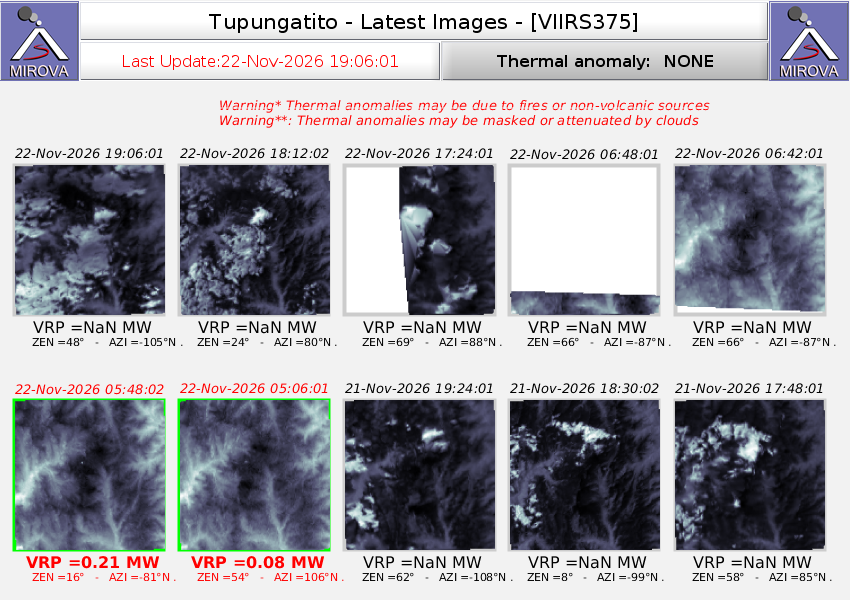 MIROVA
Tupungatito - Latest Images - [VIIRS375]
MIROVA
Last Update:22-Nov-2026 19:06:01
Thermal anomaly: NONE
Warning* Thermal anomalies may be due to fires or non-volcanic sources
Warning**: Thermal anomalies may be masked or attenuated by clouds
22-Nov-2026 19:06:01
22-Nov-2026 18:12:02
22-Nov-2026 17:24:01
22-Nov-2026 06:48:01
22-Nov-2026 06:42:01
VRP =NaN MW
VRP =NaN MW
VRP =NaN MW
VRP =NaN MW
VRP =NaN MW
ZEN =48° - AZI =-105°N .
ZEN =24° - AZI =80°N .
ZEN =69° - AZI =88°N .
ZEN =66° - AZI =-87°N .
ZEN =66° - AZI =-87°N .
22-Nov-2026 05:48:02
22-Nov-2026 05:06:01
21-Nov-2026 19:24:01
21-Nov-2026 18:30:02
21-Nov-2026 17:48:01
VRP =0.21 MW
VRP =0.08 MW
VRP =NaN MW
VRP =NaN MW
VRP =NaN MW
ZEN =16° - AZI =-81°N .
ZEN =54° - AZI =106°N .
ZEN =62° - AZI =-108°N .
ZEN =8° - AZI =-99°N .
ZEN =58° - AZI =85°N .